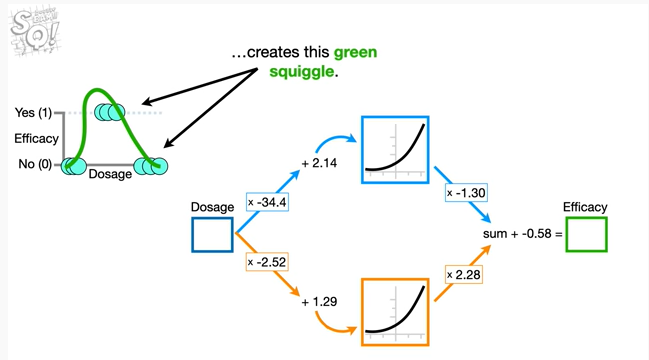 SQ!
...creates this green
squiggle.
Yes (1)
Efficacy
No (0)
Dosage
+ 2.14
x -34.4
x -1.30
Dosage
Efficacy
sum + -0.58 =
x -2.52
x 2.28
+ 1.29